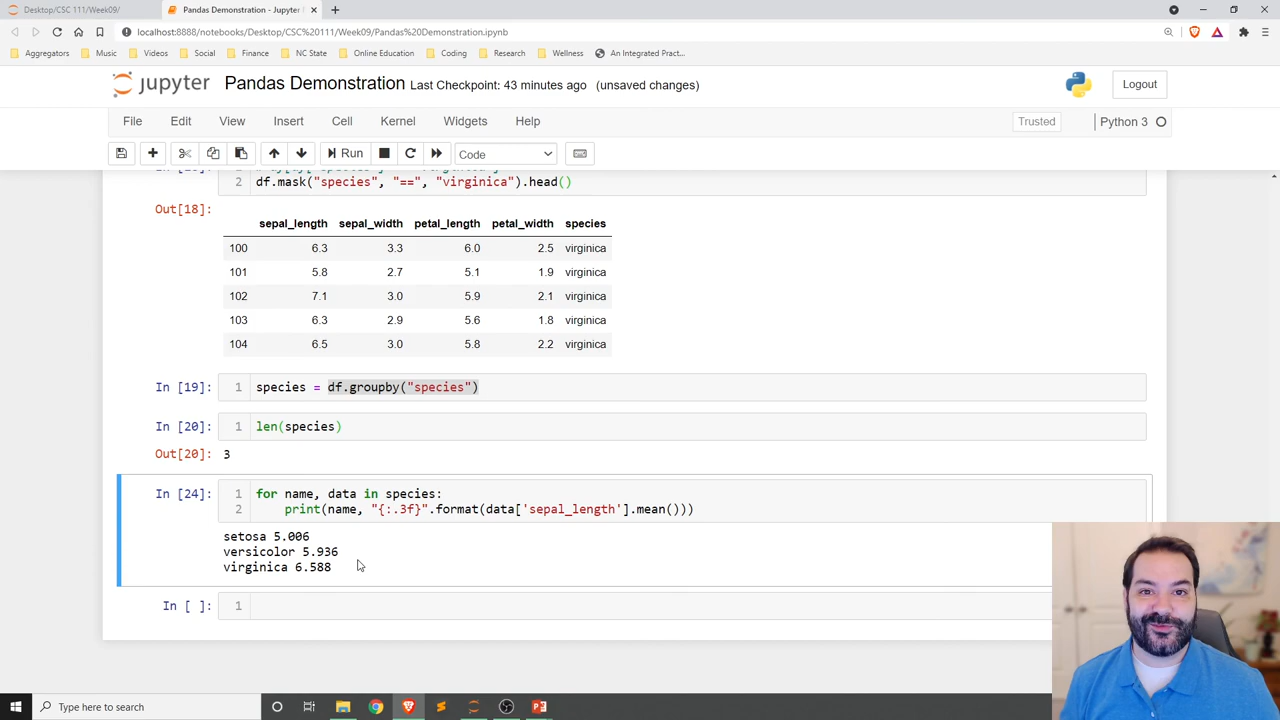 Desktop/CSC 111/Week09/
Pandas Demonstration - Jupyter
localhost:8888/notebooks/Desktop/CSC%20111/Week09/Pandas%20Demonstration.ipynb
Aggregators Music Videos Social Finance NC State Online Education Coding Research Wellness An Integrated Pract...
jupyter Pandas Demonstration Last Checkpoint: 43 minutes ago (unsaved changes) Logout
File Edit View Insert Cell Kernel Widgets Help Trusted Python 3
Run Code
2 df.mask("species", "==", "virginica").head()
Out[18]:
sepal_length sepal_width petal_length petal_width species
100 6.3 3.3 6.0 2.5 virginica
101 5.8 2.7 5.1 1.9 virginica
102 7.1 3.0 5.9 2.1 virginica
103 6.3 2.9 5.6 1.8 virginica
104 6.5 3.0 5.8 2.2 virginica
In [19]: 1 species = df.groupby("species")
In [20]: 1 len(species)
Out[20]: 3
In [24]: 1 for name, data in species:
2 print(name, "{:.3f}".format(data['sepal_length'].mean()))
setosa 5.006
versicolor 5.936
virginica 6.588
In [ ]: 1
Type here to search